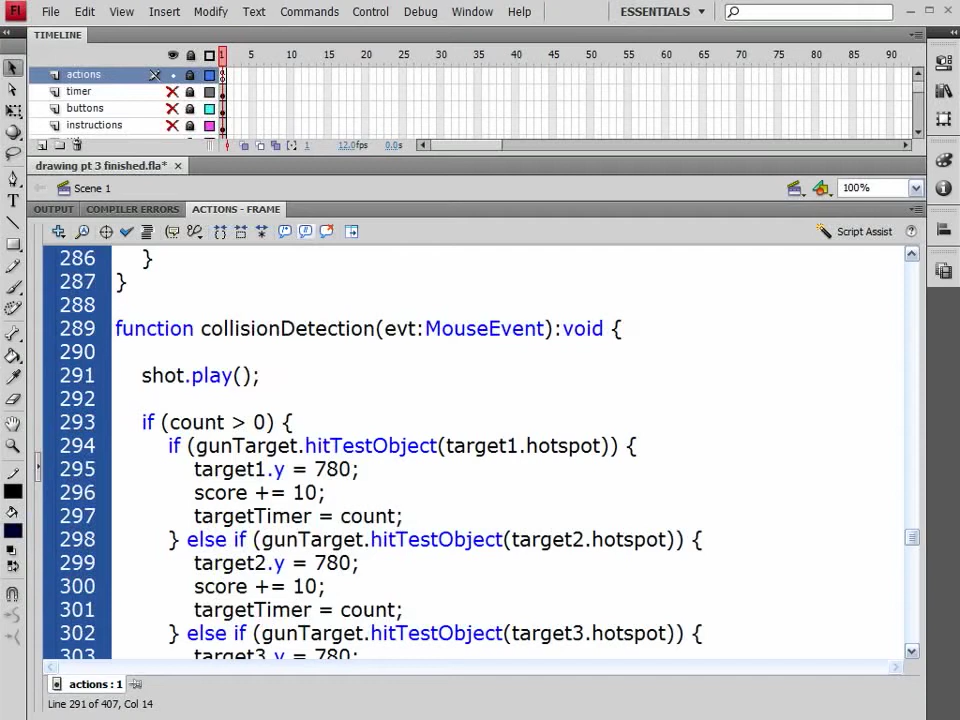 Fl File Edit View Insert Modify Text Commands Control Debug Window Help ESSENTIALS
TIMELINE
1 5 10 15 20 25 30 35 40 45 50 55 60 65 70 75 80 85 90
actions
timer
buttons
instructions
1 12.0fps 0.0s
drawing pt 3 finished.fla*
Scene 1 100%
OUTPUT COMPILER ERRORS ACTIONS - FRAME
Script Assist
286 }
287 }
288
289 function collisionDetection(evt:MouseEvent):void {
290
291 shot.play();
292
293 if (count > 0) {
294 if (gunTarget.hitTestObject(target1.hotspot)) {
295 target1.y = 780;
296 score += 10;
297 targetTimer = count;
298 } else if (gunTarget.hitTestObject(target2.hotspot)) {
299 target2.y = 780;
300 score += 10;
301 targetTimer = count;
302 } else if (gunTarget.hitTestObject(target3.hotspot)) {
303 target3.y = 780;
actions : 1
Line 291 of 407, Col 14